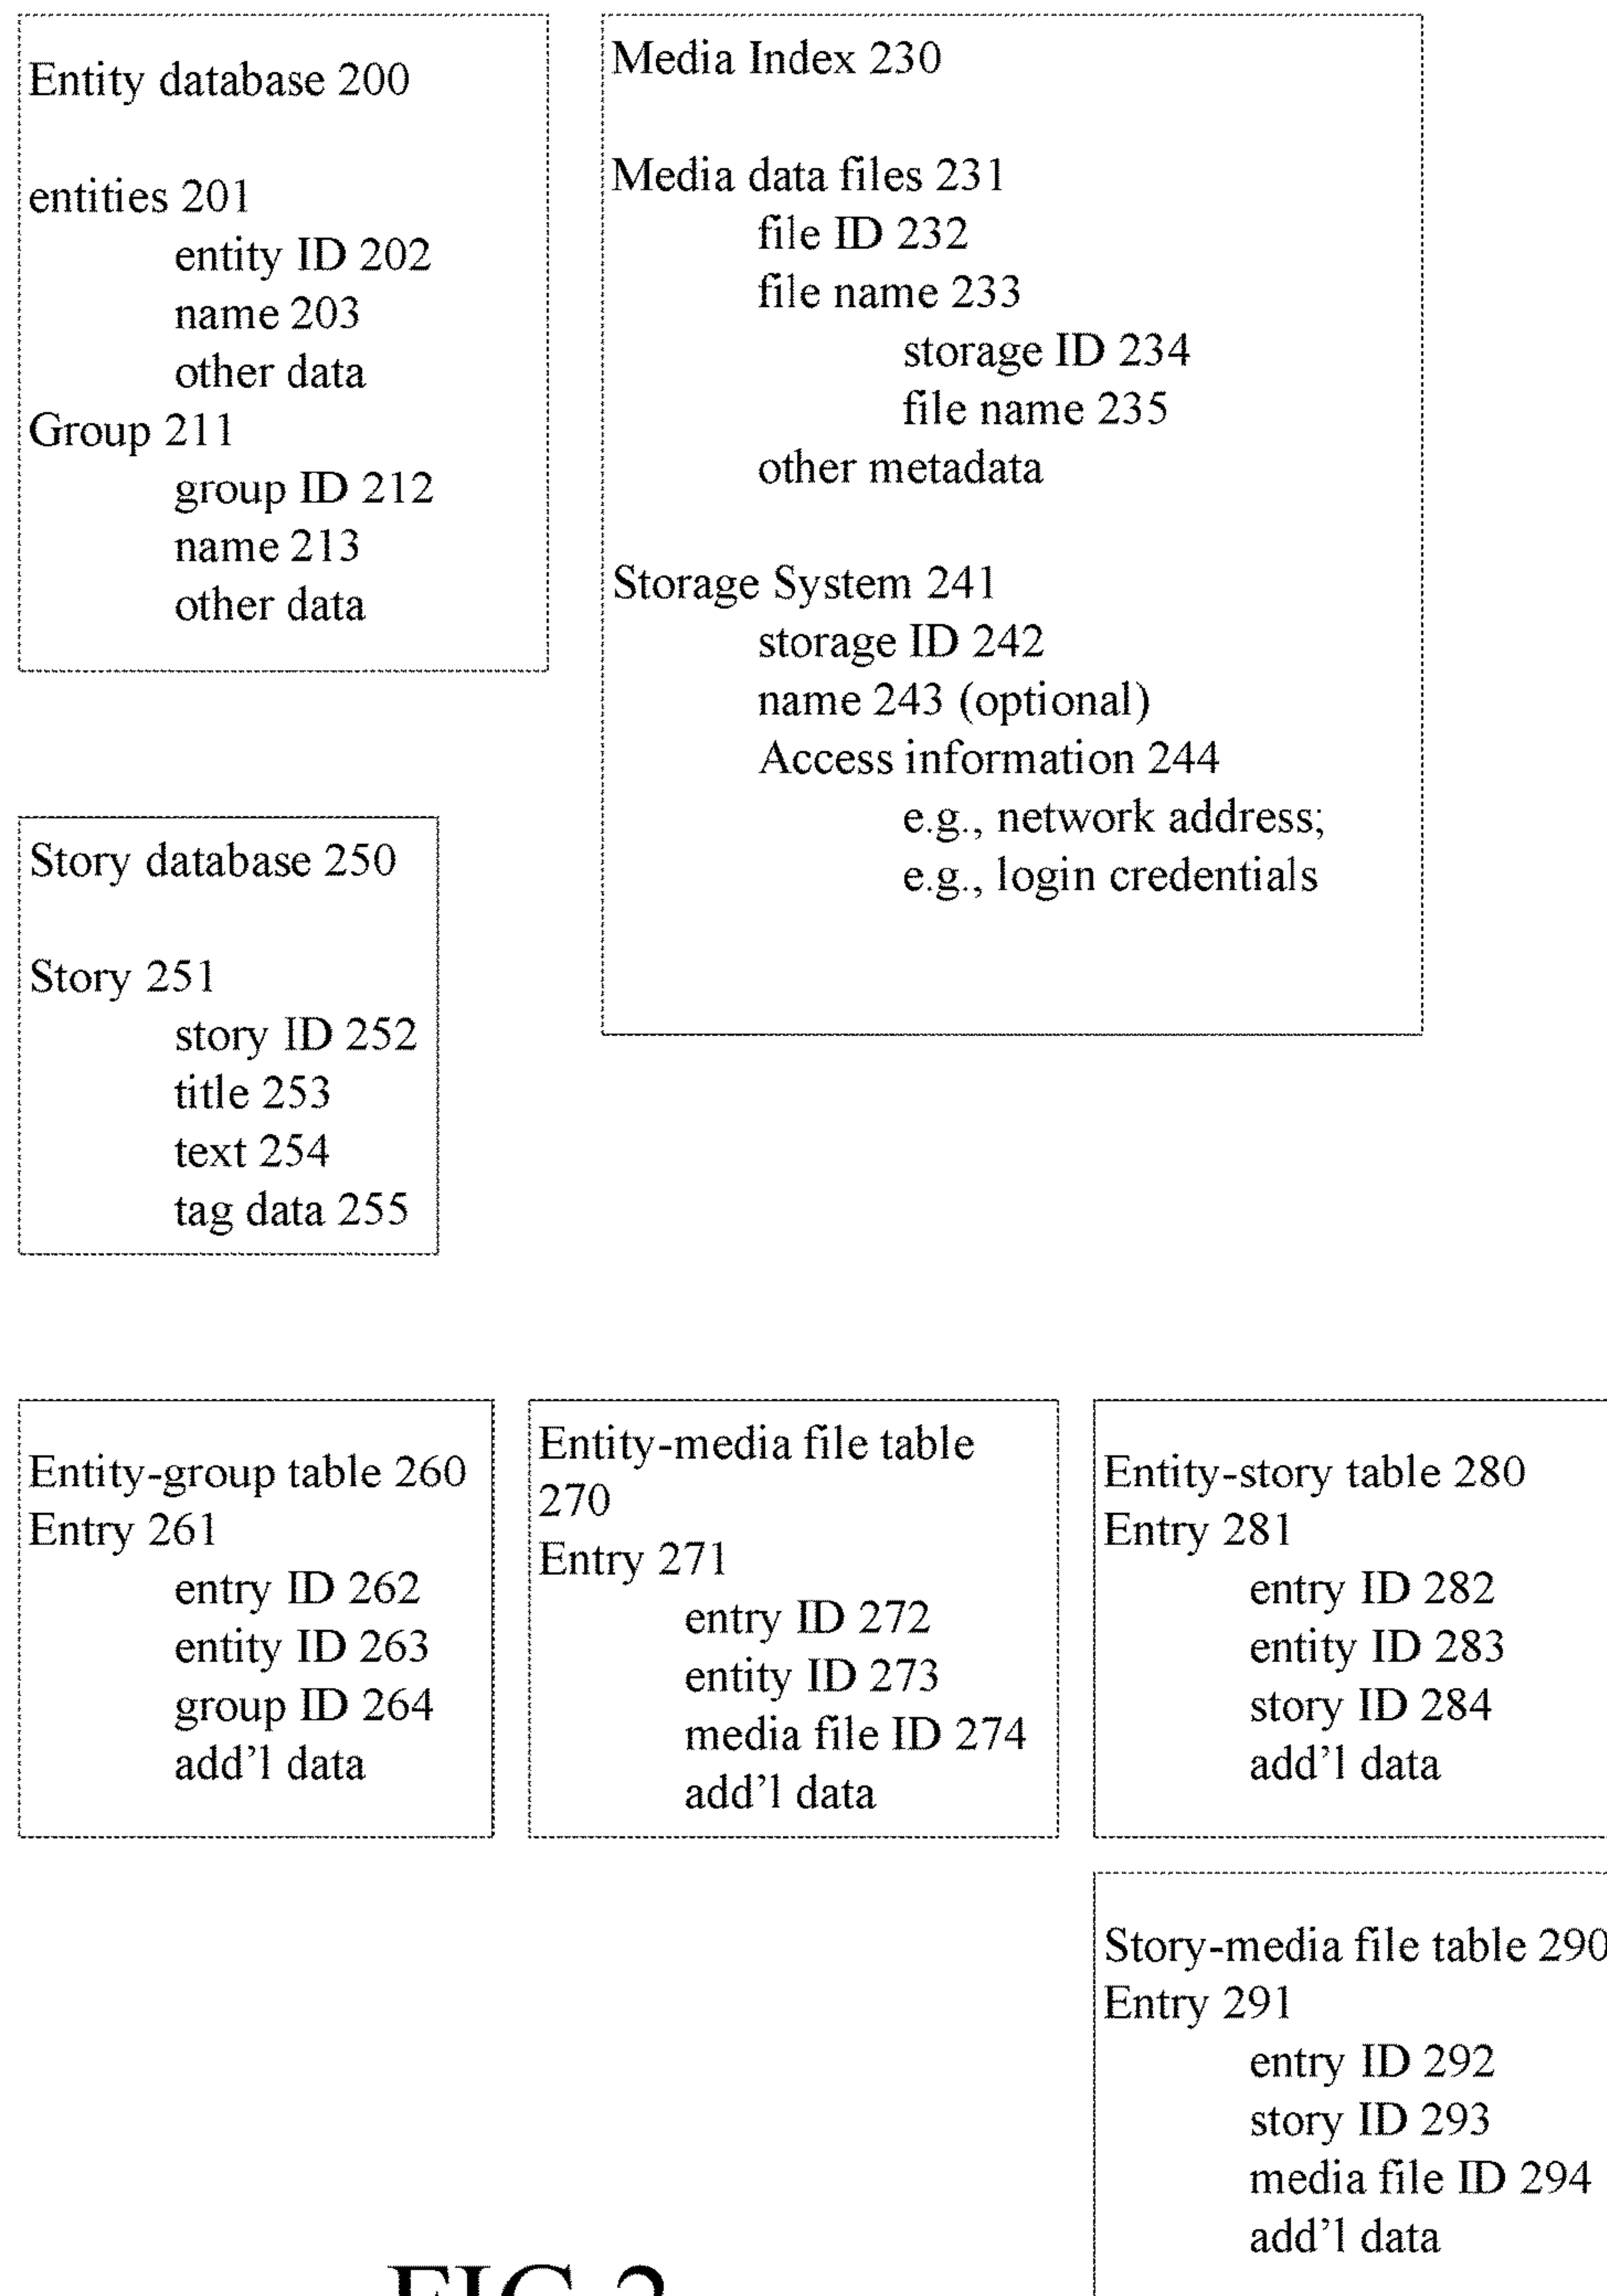 Entity database 200
entities 201
entity ID 202
name 203
other data
Group 211
group ID 212
name 213
other data
Media Index 230
Media data files 231
file ID 232
file name 233
storage ID 234
file name 235
other metadata
Storage System 241
storage ID 242
name 243 (optional)
Access information 244
e.g., network address;
e.g., login credentials
Story database 250
Story 251
story ID 252
title 253
text 254
tag data 255
Entity-group table 260
Entry 261
entry ID 262
entity ID 263
group ID 264
add'l data
Entity-media file table
270
Entry 271
entry ID 272
entity ID 273
media file ID 274
add'l data
Entity-story table 280
Entry 281
entry ID 282
entity ID 283
story ID 284
add'l data
Story-media file table 290
Entry 291
entry ID 292
story ID 293
media file ID 294
add'l data